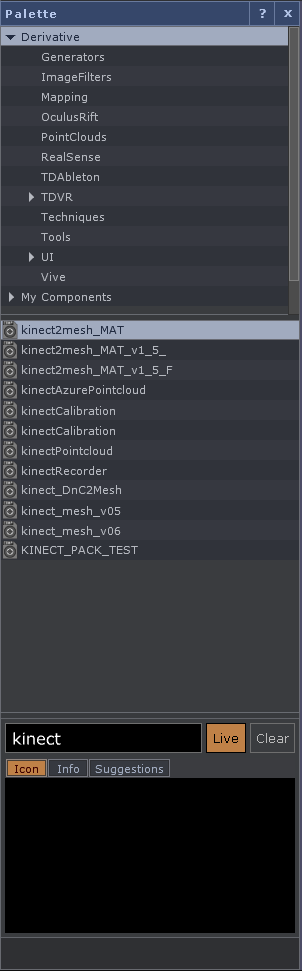 Palette ? x
Derivative
Generators
ImageFilters
Mapping
OculusRift
PointClouds
RealSense
TDAbleton
TDVR
Techniques
Tools
UI
Vive
My Components
kinect2mesh_MAT
kinect2mesh_MAT_v1_5_
kinect2mesh_MAT_v1_5_F
kinectAzurePointcloud
kinectCalibration
kinectCalibration
kinectPointcloud
kinectRecorder
kinect_DnC2Mesh
kinect_mesh_v05
kinect_mesh_v06
KINECT_PACK_TEST
kinect Live Clear
Icon Info Suggestions